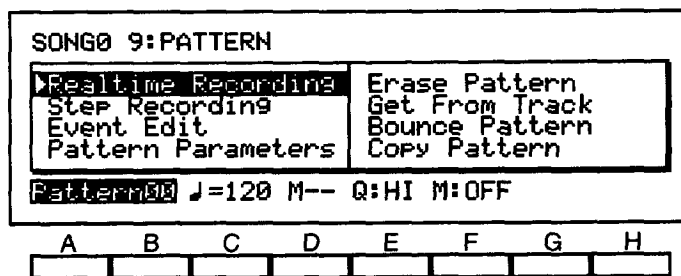 SONG0 9:PATTERN
▶Realtime Recording
Step Recording
Event Edit
Pattern Parameters
Erase Pattern
Get From Track
Bounce Pattern
Copy Pattern
Pattern00 ♩=120 M-- Q:HI M:OFF
A B C D E F G H